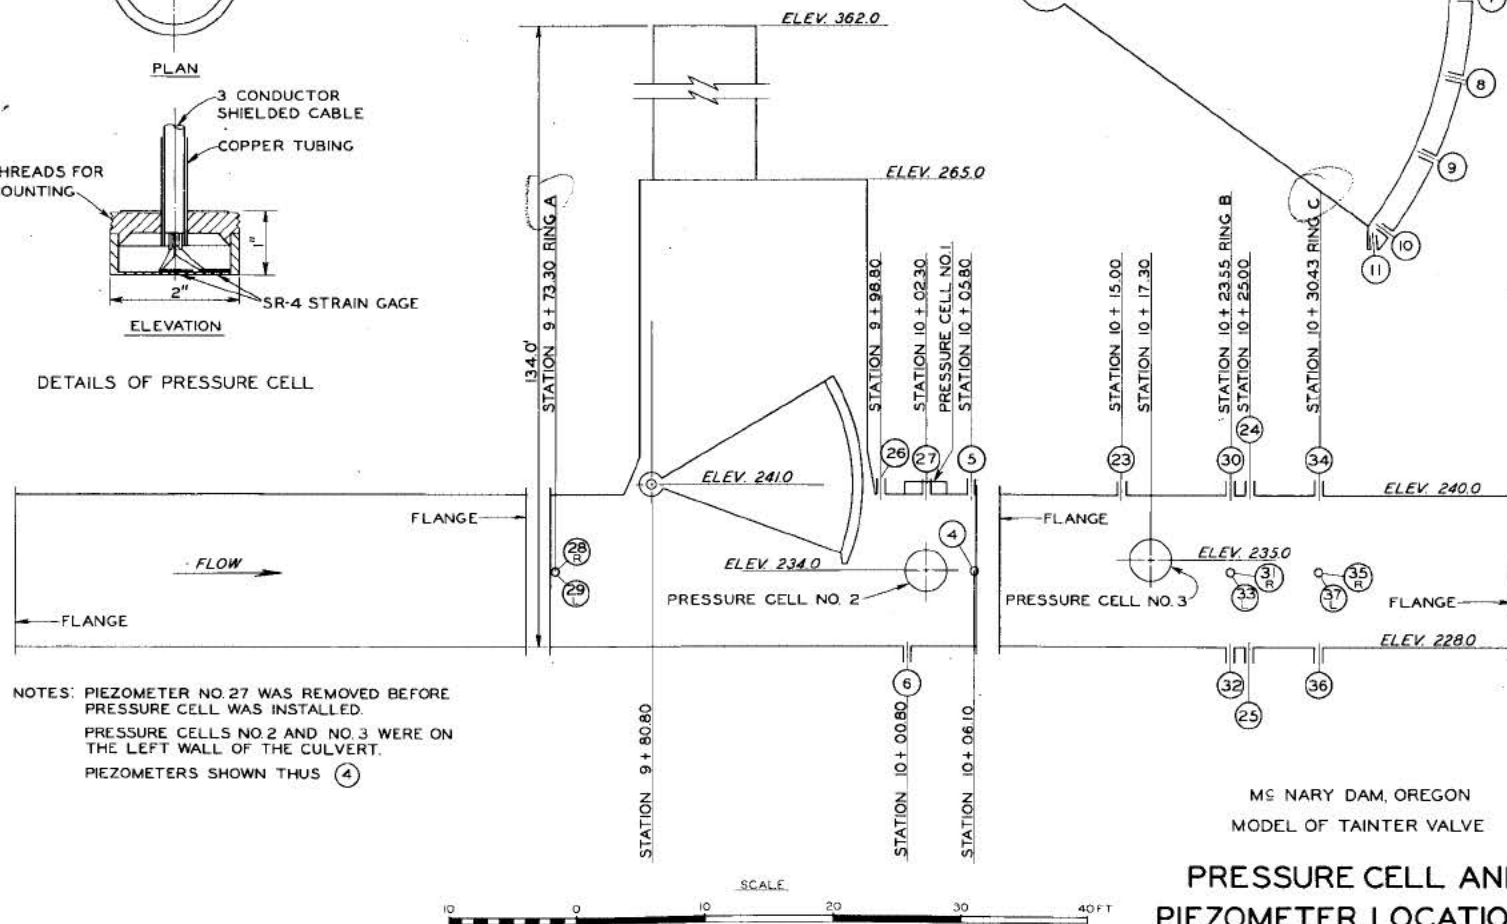 PLAN
3 CONDUCTOR
SHIELDED CABLE
COPPER TUBING
HREADS FOR
OUNTING
1"
2"
SR-4 STRAIN GAGE
ELEVATION
DETAILS OF PRESSURE CELL
ELEV. 362.0
ELEV. 265.0
134.0'
STATION 9 + 73.30 RING A
STATION 9 + 98.80
STATION 10 + 02.30
PRESSURE CELL NO. 1
STATION 10 + 05.80
STATION 10 + 15.00
STATION 10 + 17.30
STATION 10 + 23.55 RING B
STATION 10 + 25.00
STATION 10 + 30.43 RING C
8
9
10
11
26
27
5
23
30
24
34
ELEV. 241.0
ELEV. 240.0
FLANGE
FLANGE
FLOW
28
R
29
L
4
ELEV. 234.0
ELEV. 235.0
PRESSURE CELL NO. 2
PRESSURE CELL NO. 3
31
R
33
L
35
R
37
L
FLANGE
FLANGE
ELEV. 228.0
6
32
25
36
NOTES: PIEZOMETER NO. 27 WAS REMOVED BEFORE
PRESSURE CELL WAS INSTALLED.
PRESSURE CELLS NO. 2 AND NO. 3 WERE ON
THE LEFT WALL OF THE CULVERT.
PIEZOMETERS SHOWN THUS 4
STATION 9 + 80.80
STATION 10 + 00.80
STATION 10 + 06.10
MC NARY DAM, OREGON
MODEL OF TAINTER VALVE
PRESSURE CELL AN
PIEZOMETER LOCATIO
SCALE
10 0 10 20 30 40 FT